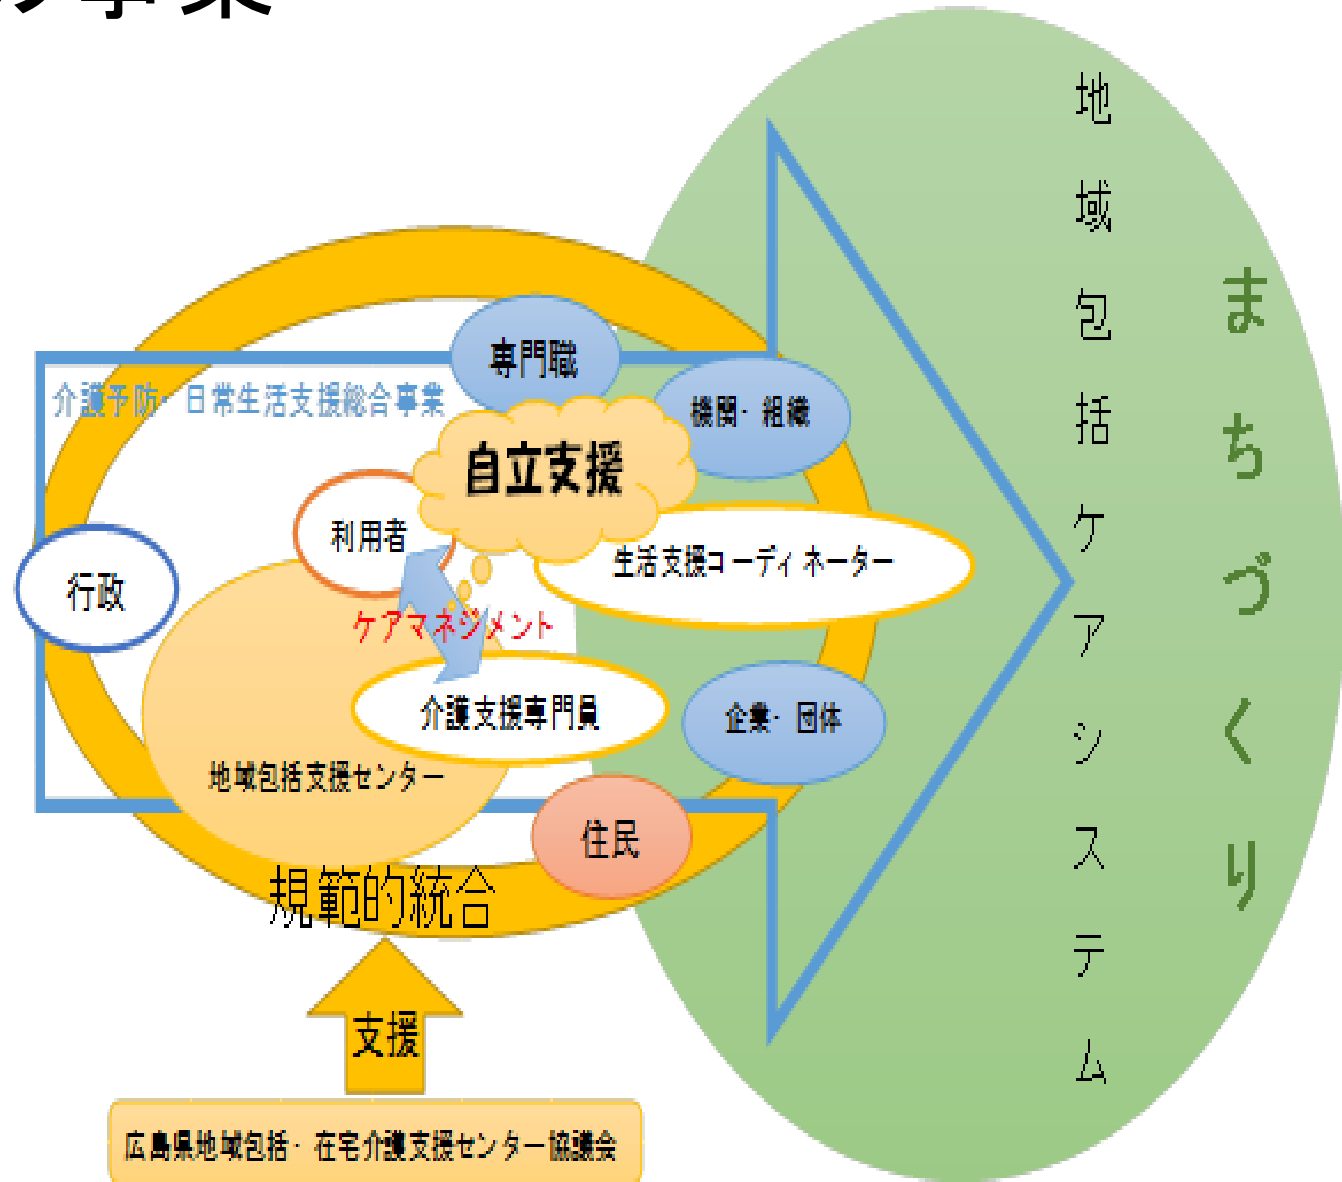 事業
地域包括ケアシステム
まちづくり
専門職
介護予防・日常生活支援総合事業
機関・組織
自立支援
利用者
生活支援コーディネーター
行政
ケアマネジメント
介護支援専門員
企業・団体
地域包括支援センター
住民
規範的統合
支援
広島県地域包括・在宅介護支援センター協議会